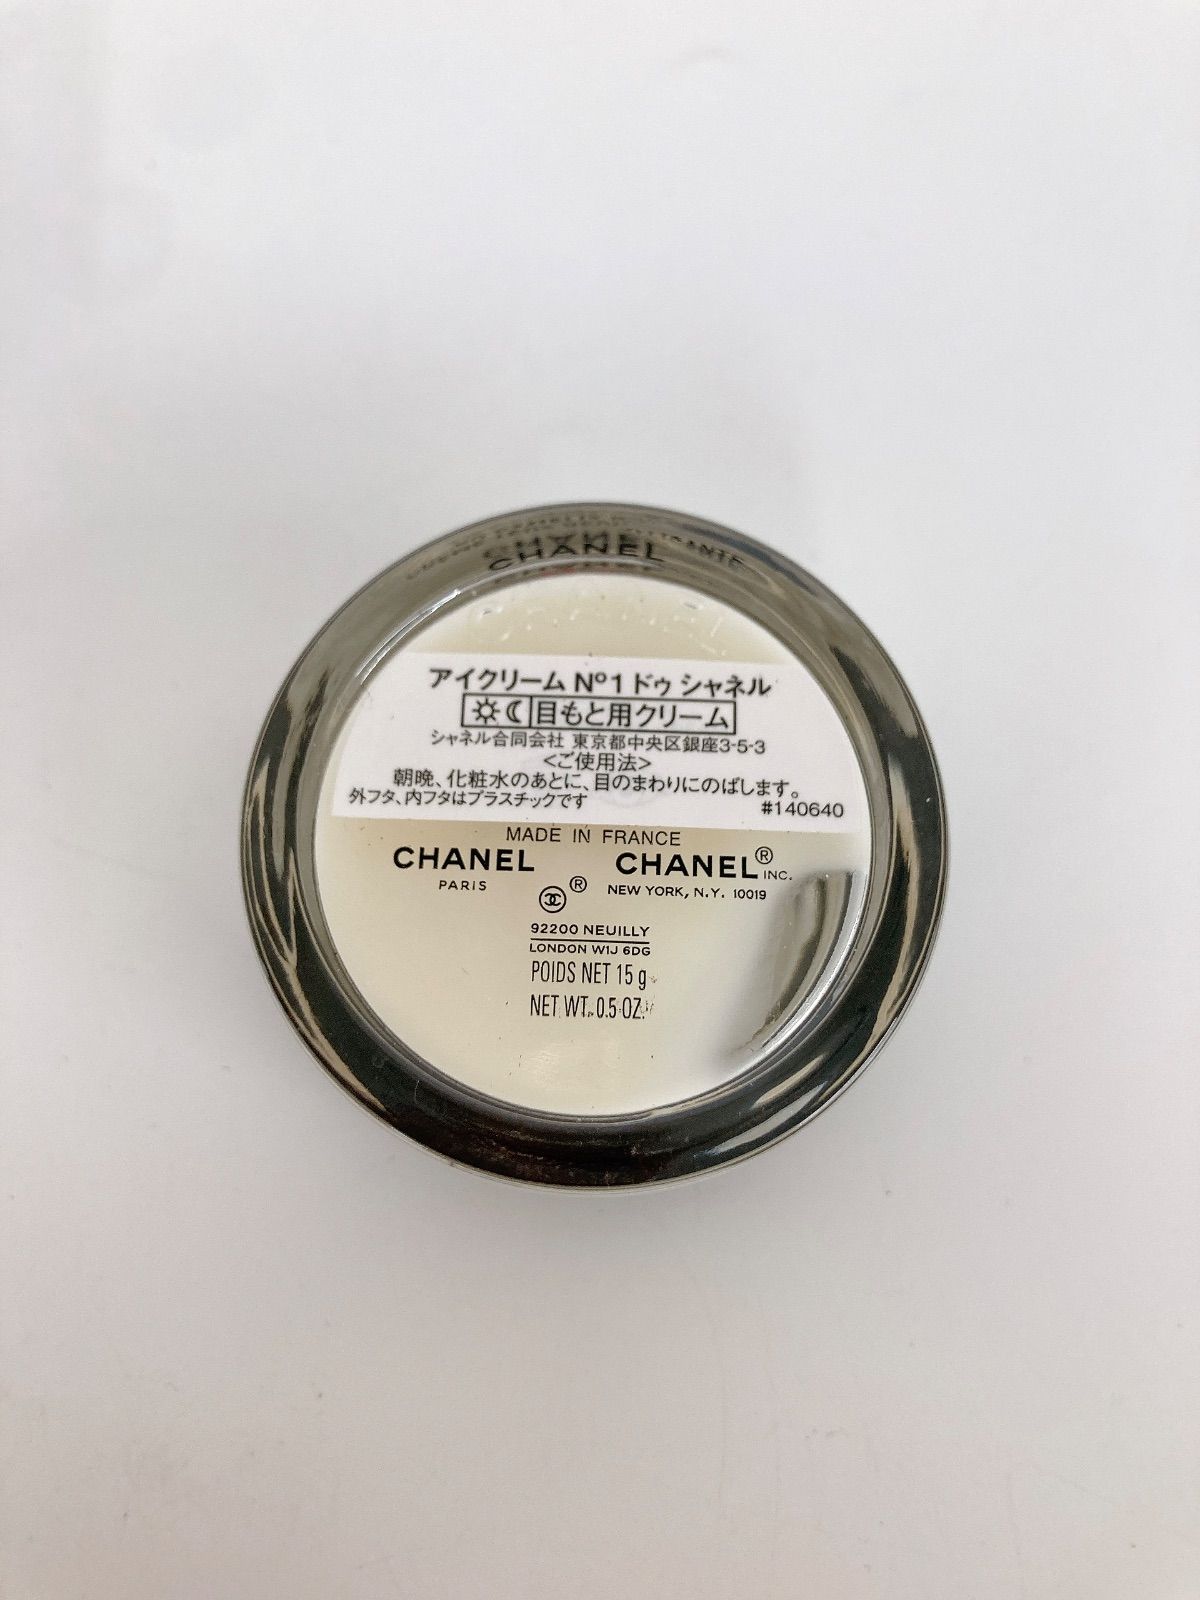 CHANEL
アイクリーム Nº1 ドゥ シャネル
目もと用クリーム
シャネル合同会社 東京都中央区銀座3-5-3
<ご使用法>
朝晩、化粧水のあとに、目のまわりにのばします。
外フタ、内フタはプラスチックです #140640
MADE IN FRANCE
CHANEL CHANEL® INC.
PARIS ® NEW YORK, N.Y. 10019
92200 NEUILLY
LONDON W1J 6DG
POIDS NET 15 g
NET WT. 0.5 OZ.